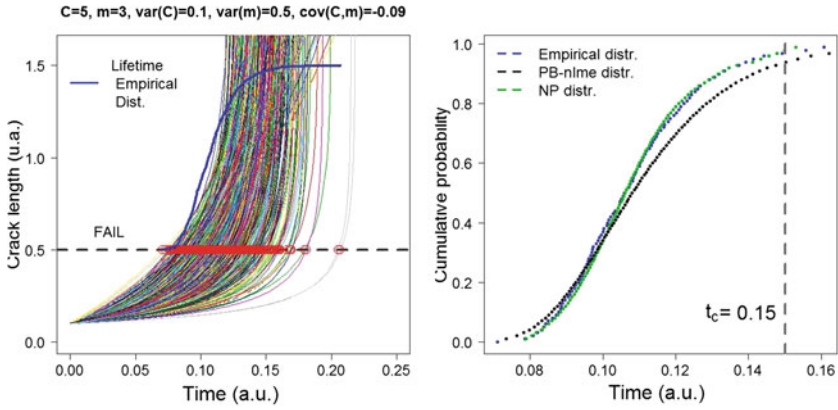 C=5, m=3, var(C)=0.1, var(m)=0.5, cov(C,m)=-0.09
Crack length (u.a.)
1.5
1.0
0.5
0.0
Lifetime
Empirical
Dist.
FAIL
0.00 0.05 0.10 0.15 0.20 0.25
Time (a.u.)
Cumulative probability
1.0
0.8
0.6
0.4
0.2
0.0
Empirical distr.
PB-nlme distr.
NP distr.
tc= 0.15
0.08 0.10 0.12 0.14 0.16
Time (a.u.)